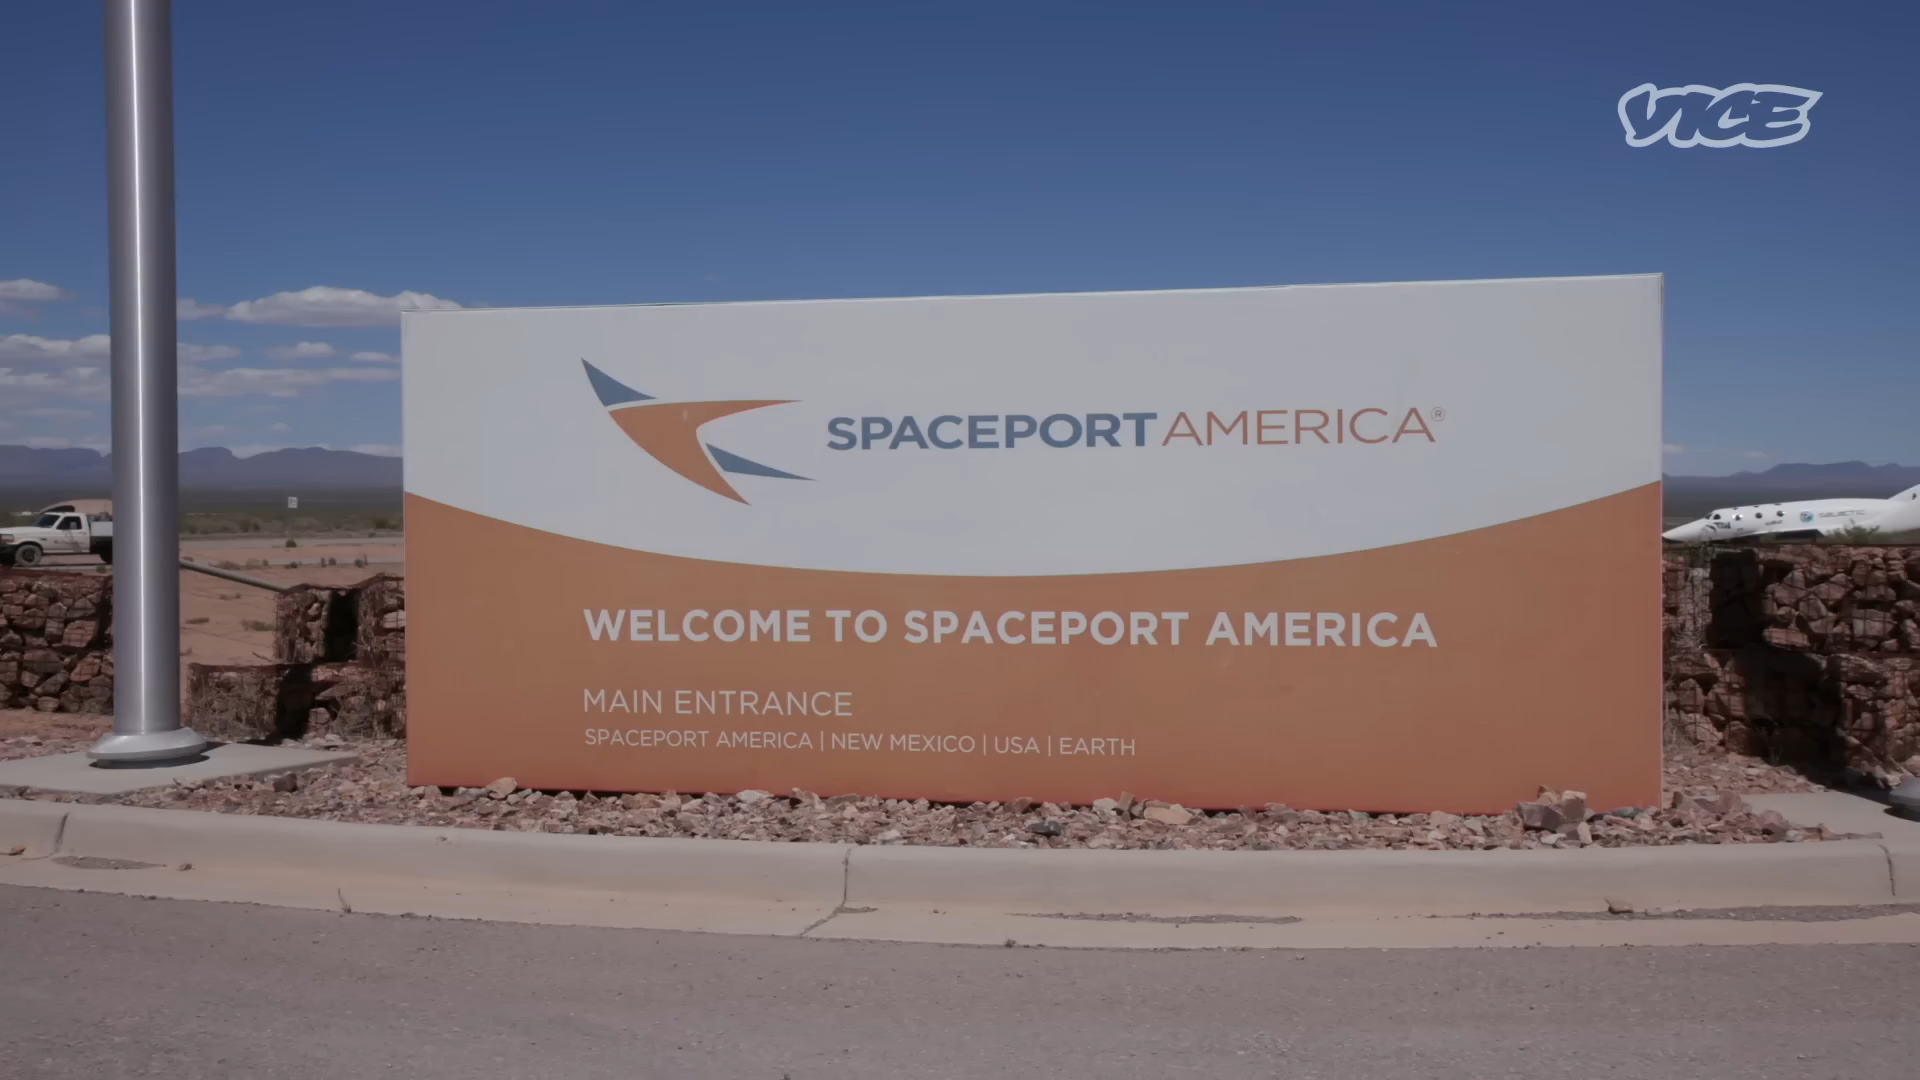 VICE
SPACEPORT AMERICA®
WELCOME TO SPACEPORT AMERICA
MAIN ENTRANCE
SPACEPORT AMERICA | NEW MEXICO | USA | EARTH